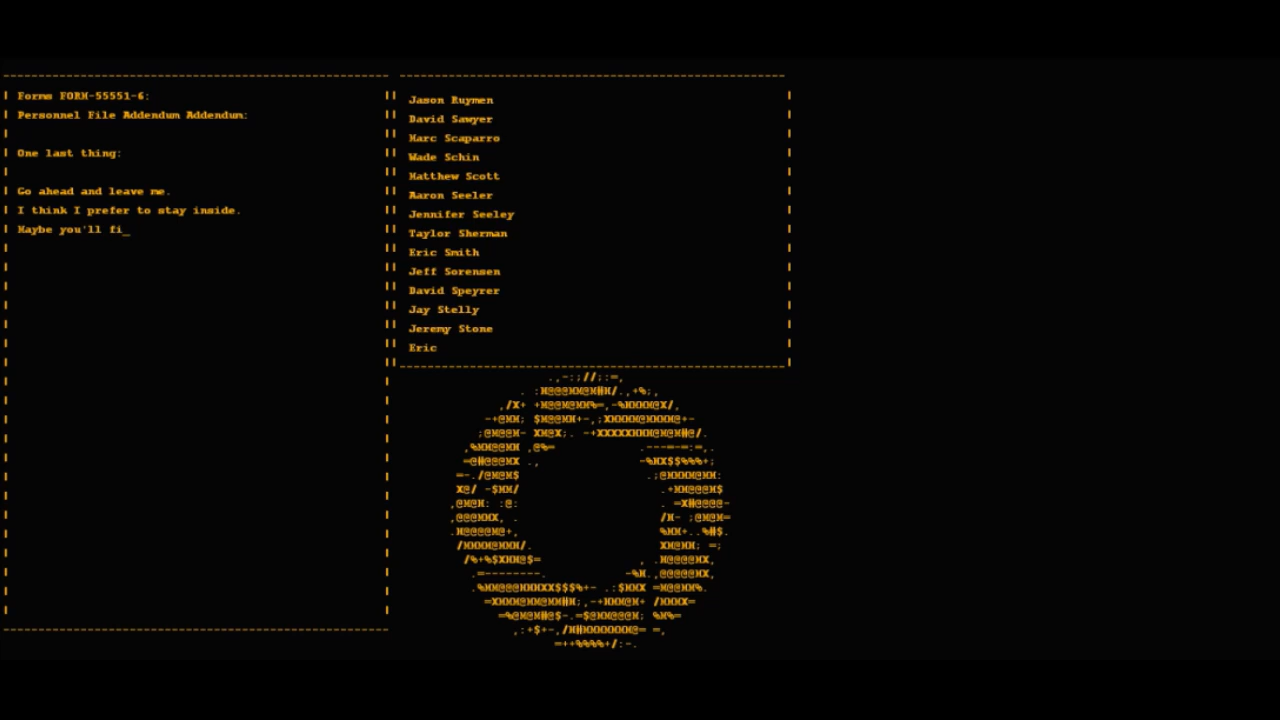 Forms FORM-55551-6:
Personnel File Addendum Addendum:
One last thing:
Go ahead and leave me.
I think I prefer to stay inside.
Maybe you'll fi_
Jason Ruymen
David Sawyer
Marc Scaparro
Wade Schin
Matthew Scott
Aaron Seeler
Jennifer Seeley
Taylor Sherman
Eric Smith
Jeff Sorensen
David Speyrer
Jay Stelly
Jeremy Stone
Eric